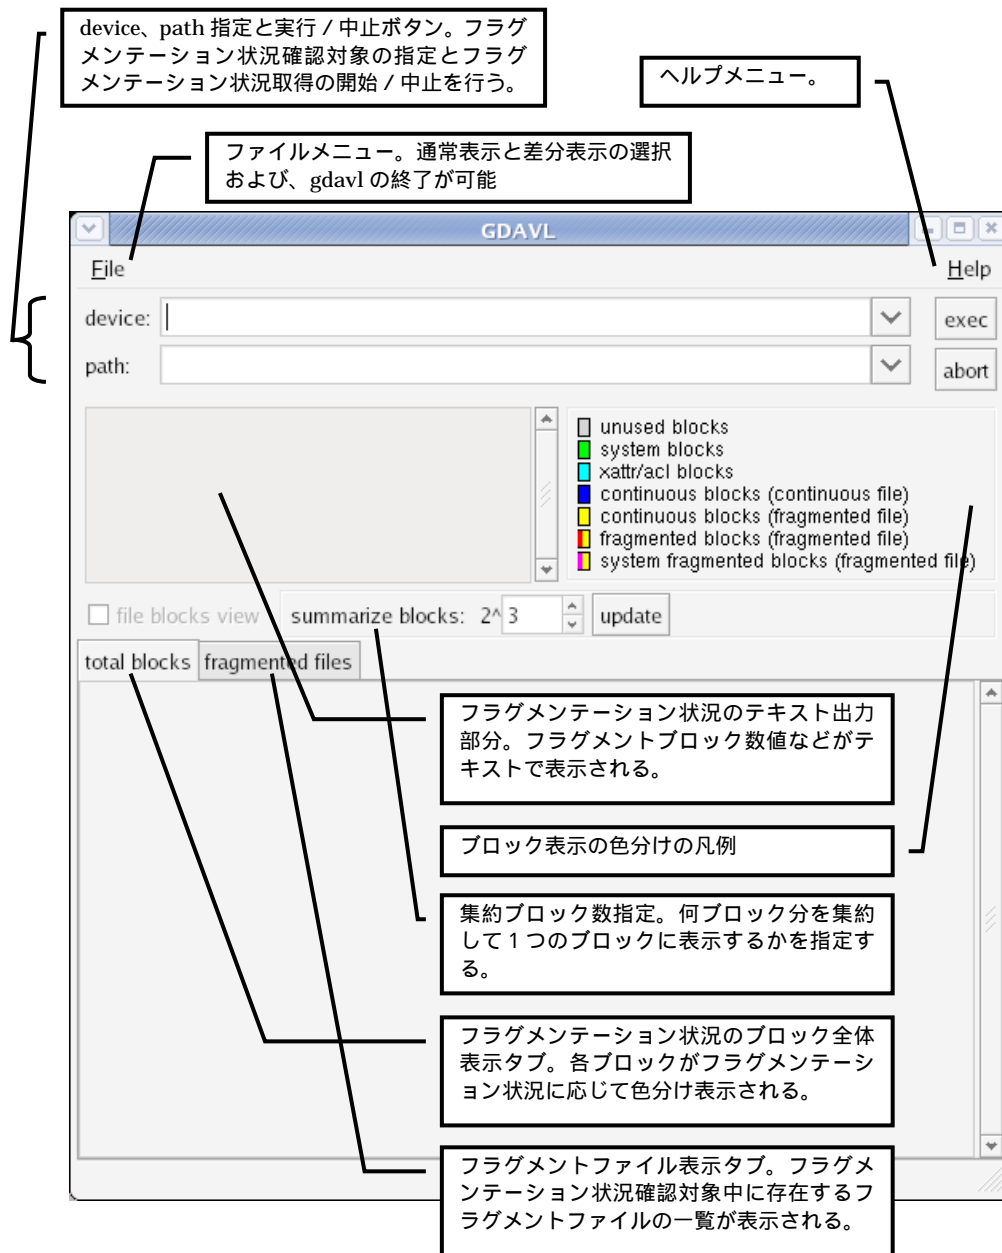 device、path 指定と実行 / 中止ボタン。フラグ
メンテーション状況確認対象の指定とフラグ
メンテーション状況取得の開始 / 中止を行う。
ヘルプメニュー。
ファイルメニュー。通常表示と差分表示の選択
および、gdavl の終了が可能
GDAVL
File
Help
device:
exec
path:
abort
unused blocks
system blocks
xattr/acl blocks
continuous blocks (continuous file)
continuous blocks (fragmented file)
fragmented blocks (fragmented file)
system fragmented blocks (fragmented file)
file blocks view
summarize blocks: 2^ 3
update
total blocks
fragmented files
フラグメンテーション状況のテキスト出力
部分。フラグメントブロック数値などがテ
キストで表示される。
ブロック表示の色分けの凡例
集約ブロック数指定。何ブロック分を集約
して１つのブロックに表示するかを指定す
る。
フラグメンテーション状況のブロック全体
表示タブ。各ブロックがフラグメンテーシ
ョン状況に応じて色分け表示される。
フラグメントファイル表示タブ。フラグメ
ンテーション状況確認対象中に存在するフ
ラグメントファイルの一覧が表示される。